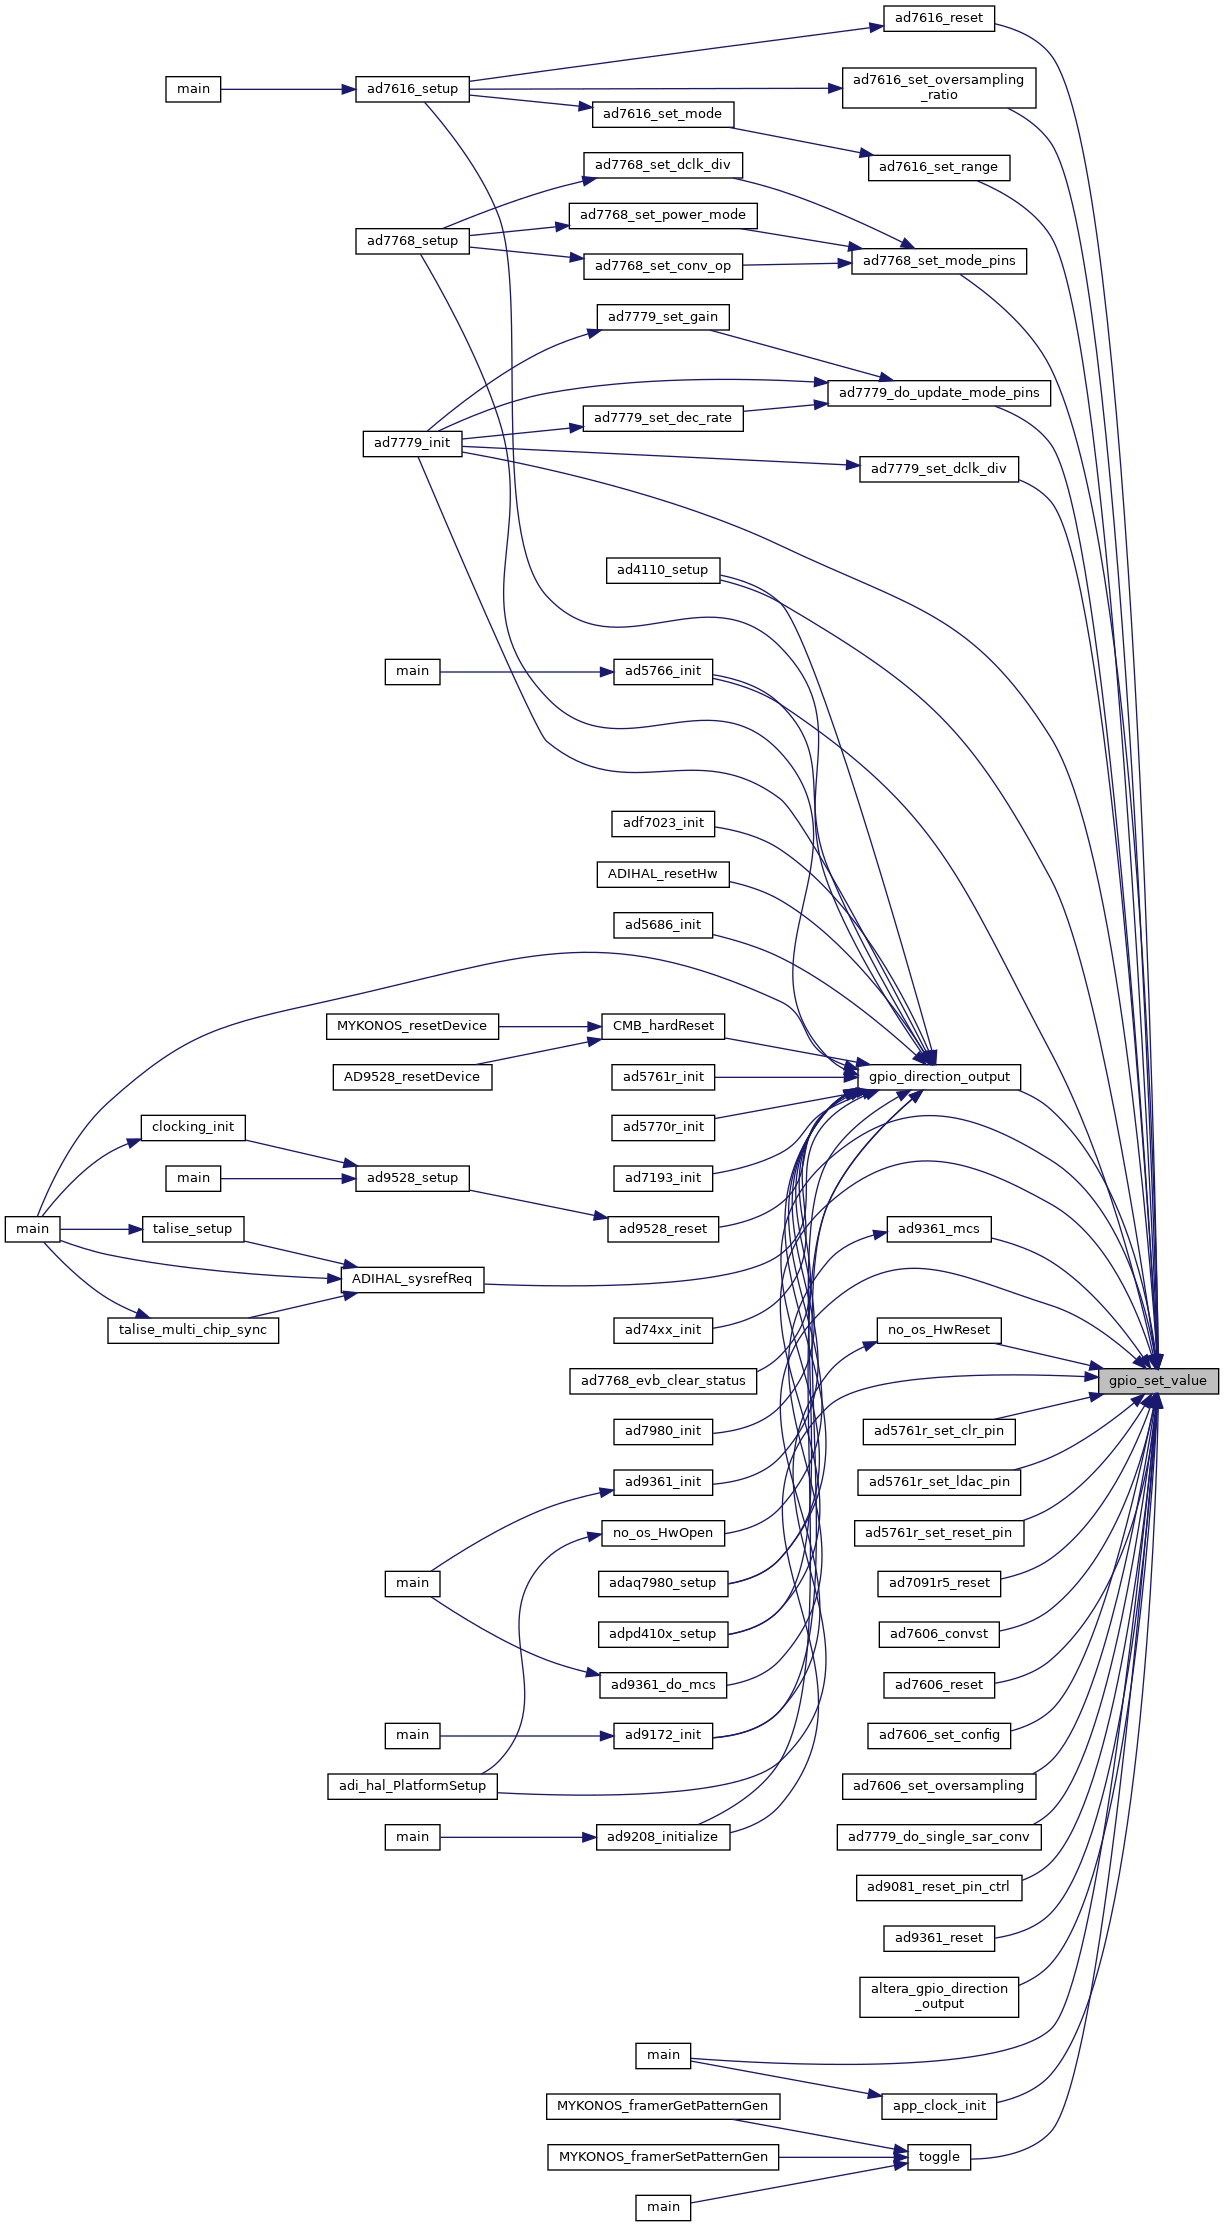 ad7616_reset
ad7616_set_oversampling
_ratio
main
ad7616_setup
ad7616_set_mode
ad7616_set_range
ad7768_set_dclk_div
ad7768_set_power_mode
ad7768_setup
ad7768_set_conv_op
ad7768_set_mode_pins
ad7779_set_gain
ad7779_do_update_mode_pins
ad7779_set_dec_rate
ad7779_init
ad7779_set_dclk_div
ad4110_setup
main
ad5766_init
adf7023_init
ADIHAL_resetHw
ad5686_init
MYKONOS_resetDevice
CMB_hardReset
AD9528_resetDevice
ad5761r_init
gpio_direction_output
clocking_init
ad5770r_init
main
ad9528_setup
ad7193_init
main
talise_setup
ad9528_reset
ad9361_mcs
ADIHAL_sysrefReq
talise_multi_chip_sync
ad74xx_init
no_os_HwReset
ad7768_evb_clear_status
gpio_set_value
ad7980_init
ad5761r_set_clr_pin
ad9361_init
ad5761r_set_ldac_pin
no_os_HwOpen
ad5761r_set_reset_pin
main
adaq7980_setup
ad7091r5_reset
adpd410x_setup
ad7606_convst
ad9361_do_mcs
ad7606_reset
main
ad9172_init
ad7606_set_config
adi_hal_PlatformSetup
ad7606_set_oversampling
main
ad9208_initialize
ad7779_do_single_sar_conv
ad9081_reset_pin_ctrl
ad9361_reset
altera_gpio_direction
_output
main
MYKONOS_framerGetPatternGen
app_clock_init
MYKONOS_framerSetPatternGen
toggle
main